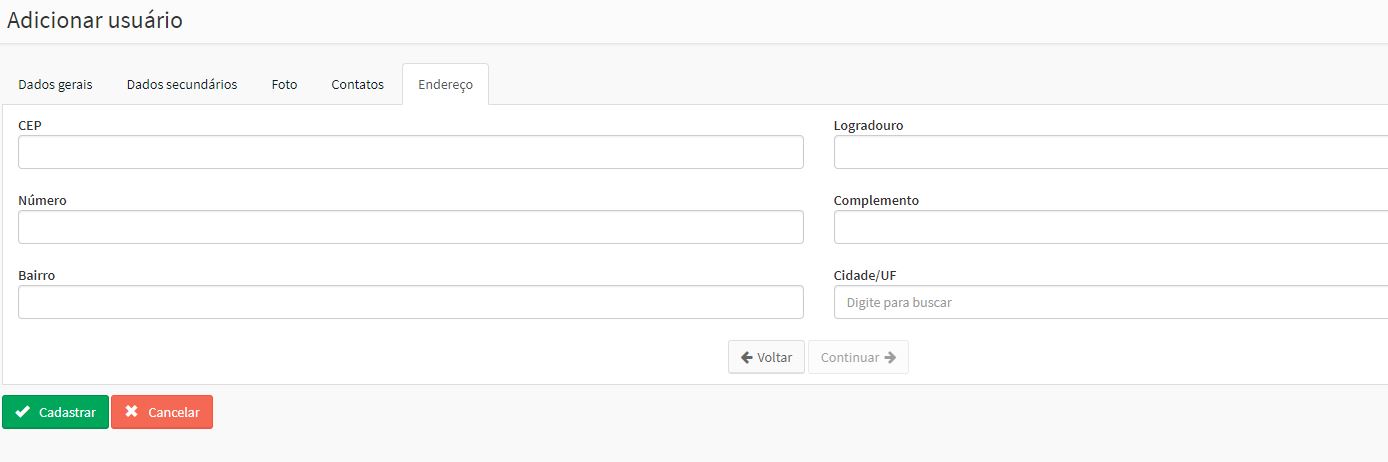 Adicionar usuário
Dados gerais Dados secundários Foto Contatos Endereço
CEP Logradouro
Número Complemento
Bairro Cidade/UF
Digite para buscar
Voltar Continuar
Cadastrar Cancelar